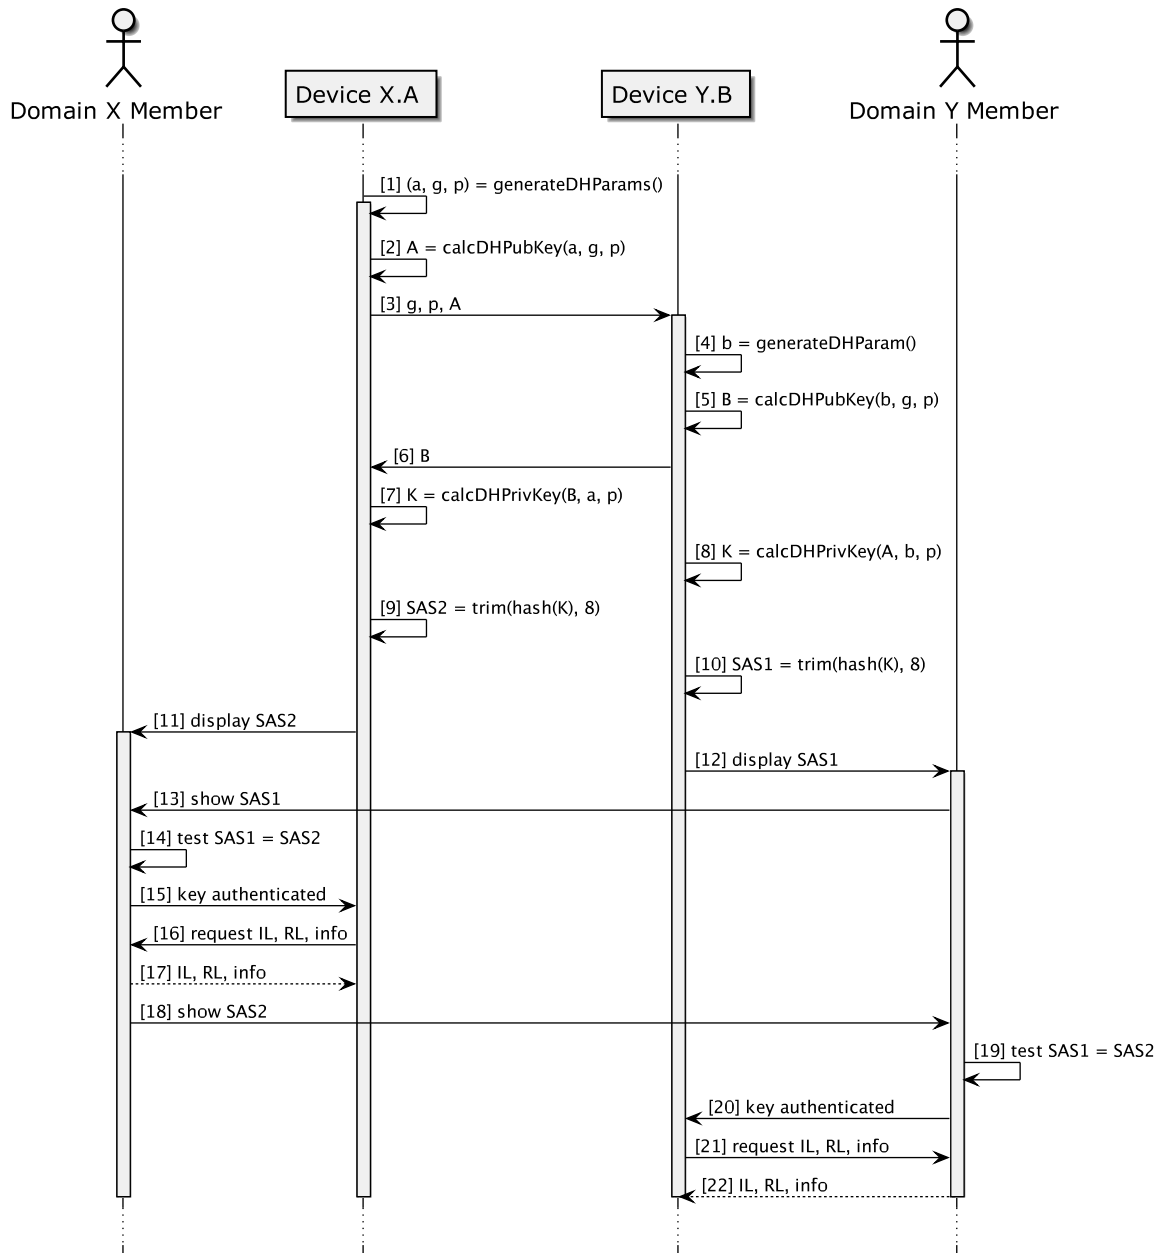 Domain X Member
Device X.A
Device Y.B
Domain Y Member
[1] (a, g, p) = generateDHParams()
[2] A = calcDHPubKey(a, g, p)
[3] g, p, A
[4] b = generateDHParam()
[5] B = calcDHPubKey(b, g, p)
[6] B
[7] K = calcDHPrivKey(B, a, p)
[8] K = calcDHPrivKey(A, b, p)
[9] SAS2 = trim(hash(K), 8)
[10] SAS1 = trim(hash(K), 8)
[11] display SAS2
[12] display SAS1
[13] show SAS1
[14] test SAS1 = SAS2
[15] key authenticated
[16] request IL, RL, info
[17] IL, RL, info
[18] show SAS2
[19] test SAS1 = SAS2
[20] key authenticated
[21] request IL, RL, info
[22] IL, RL, info